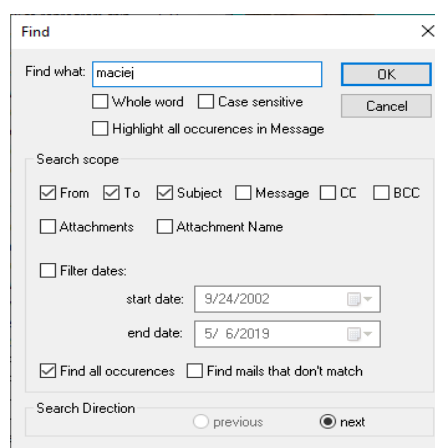 Find
Find what: maciej OK
Whole word Case sensitive Cancel
Highlight all occurences in Message
Search scope
From To Subject Message CC BCC
Attachments Attachment Name
Filter dates:
start date: 9/24/2002
end date: 5/ 6/2019
Find all occurences Find mails that don't match
Search Direction
previous next